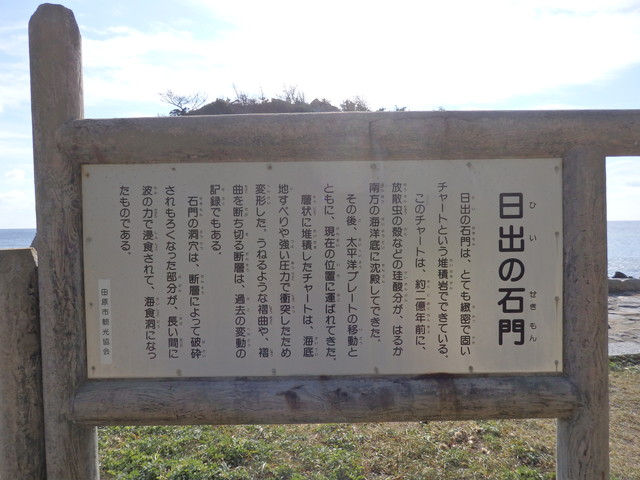 日出の石門
ひい せきもん
日出の石門は、とても緻密で固い
チャートという堆積岩でできている。
このチャートは、約二億年前に、
放散虫の殻などの珪酸分が、はるか
南方の海洋底に沈殿してできた。
その後、太平洋プレートの移動と
ともに、現在の位置に運ばれてきた。
層状に堆積したチャートは、海底
地すべりや強い圧力で衝突したため
変形した。うねるような褶曲や、褶
曲を断ち切る断層は、過去の変動の
記録でもある。
石門の洞穴は、断層によって破砕
されもろくなった部分が、長い間に
波の力で浸食されて、海食洞になっ
たものである。
田原市観光協会